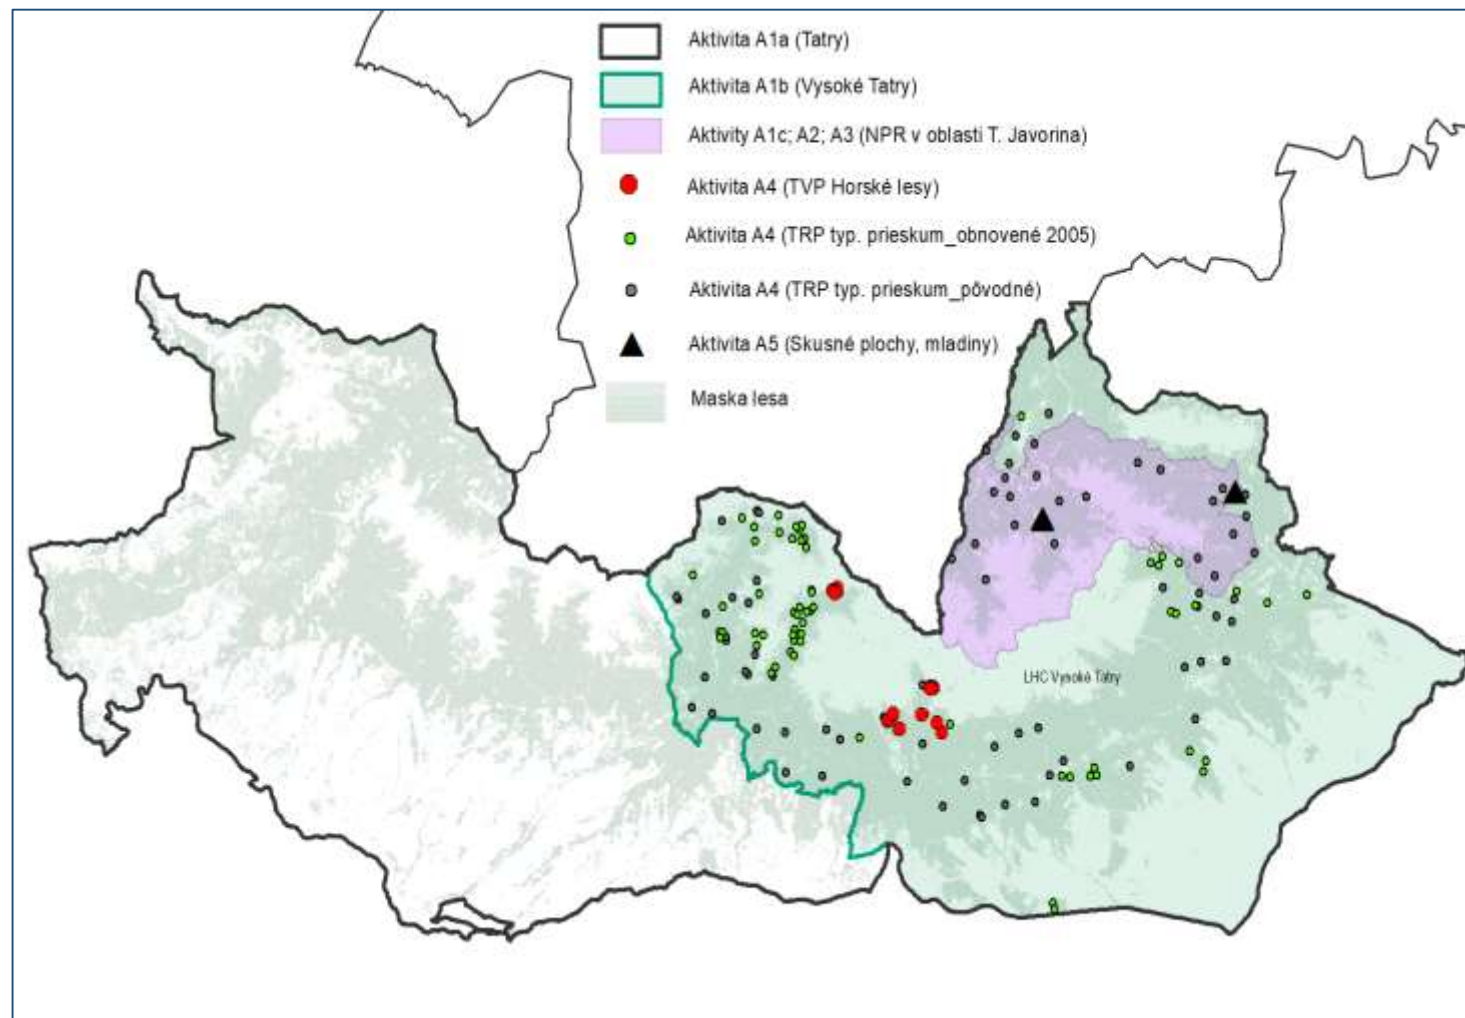 Aktivita A1a (Tatry)
Aktivita A1b (Vysoké Tatry)
Aktivity A1c; A2; A3 (NPR v oblasti T. Javorina)
Aktivita A4 (TVP Horské lesy)
Aktivita A4 (TRP typ. prieskum_obnovené 2005)
Aktivita A4 (TRP typ. prieskum_pôvodné)
Aktivita A5 (Skusné plochy, mladiny)
Maska lesa
LHC Vysoké Tatry